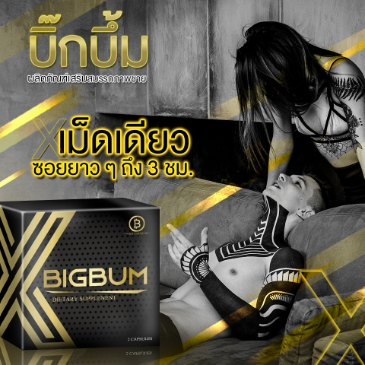 บิ๊กบึ้ม
ผลิตภัณฑ์เสริมสมรรถภาพชาย
เม็ดเดียว
ซอยยาว ๆ ถึง 3 ชม.
BIGBUM
DIETARY SUPPLEMENT
2 CAPSULES